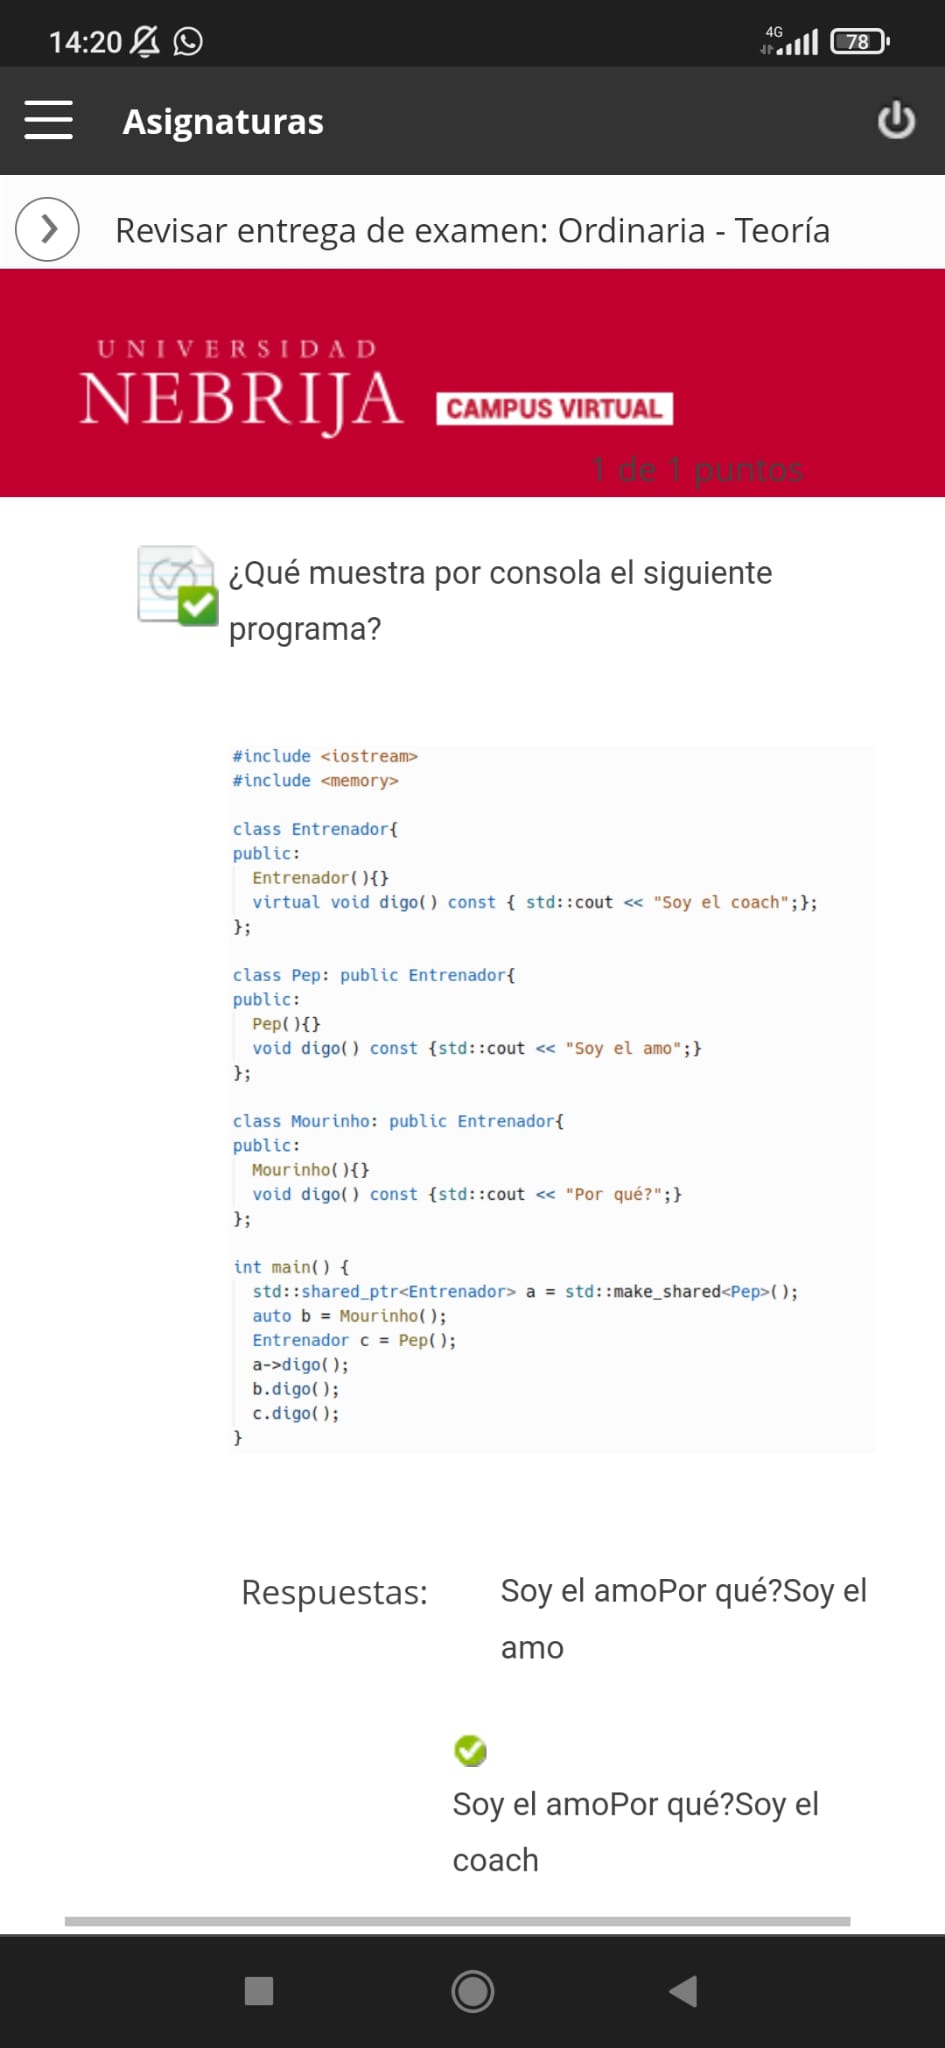 14:20
4G
78
Asignaturas
Revisar entrega de examen: Ordinaria - Teoría
UNIVERSIDAD
NEBRIJA
CAMPUS VIRTUAL
1 de 1 puntos
¿Qué muestra por consola el siguiente
programa?
#include <iostream>
#include <memory>
class Entrenador{
public:
Entrenador(){}
virtual void digo() const { std::cout << "Soy el coach";};
};
class Pep: public Entrenador{
public:
Pep(){}
void digo() const {std::cout << "Soy el amo";}
};
class Mourinho: public Entrenador{
public:
Mourinho(){}
void digo() const {std::cout << "Por qué?";}
};
int main() {
std::shared_ptr<Entrenador> a = std::make_shared<Pep>();
auto b = Mourinho();
Entrenador c = Pep();
a->digo();
b.digo();
c.digo();
}
Respuestas:
Soy el amoPor qué?Soy el
amo
Soy el amoPor qué?Soy el
coach